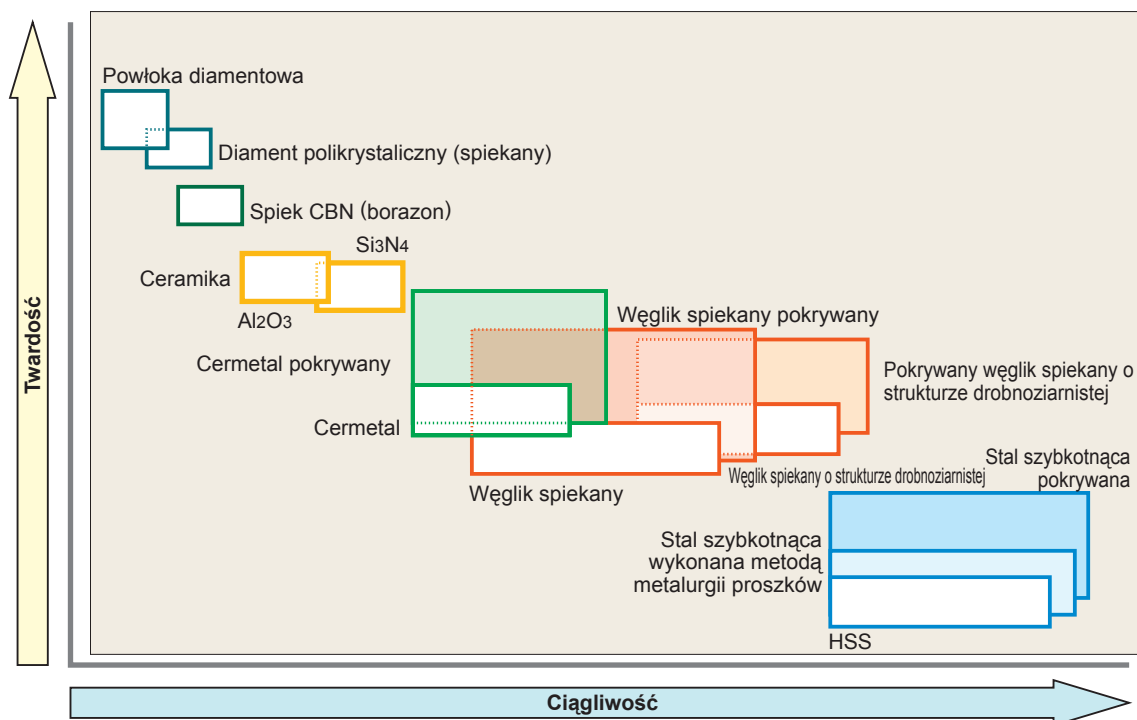 Powłoka diamentowa
Diament polikrystaliczny (spiekany)
Spiek CBN (borazon)
Si3N4
Ceramika
Al2O3
Węglik spiekany pokrywany
Cermetal pokrywany
Pokrywany węglik spiekany o
strukturze drobnoziarnistej
Cermetal
Węglik spiekany o strukturze drobnoziarnistej
Węglik spiekany
Stal szybkotnąca
pokrywana
Stal szybkotnąca
wykonana metodą
metalurgii proszków
HSS
Twardość
Ciągliwość